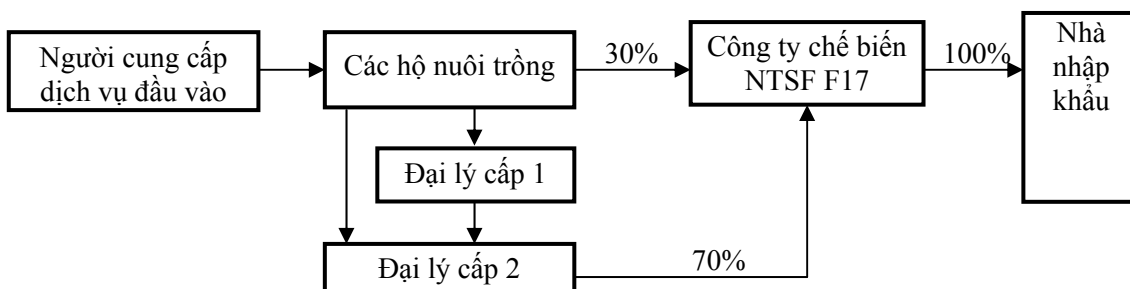 Người cung cấp
dịch vụ đầu vào
Các hộ nuôi trồng
30%
Công ty chế biến
NTSF F17
100%
Nhà
nhập
khẩu
Đại lý cấp 1
Đại lý cấp 2
70%